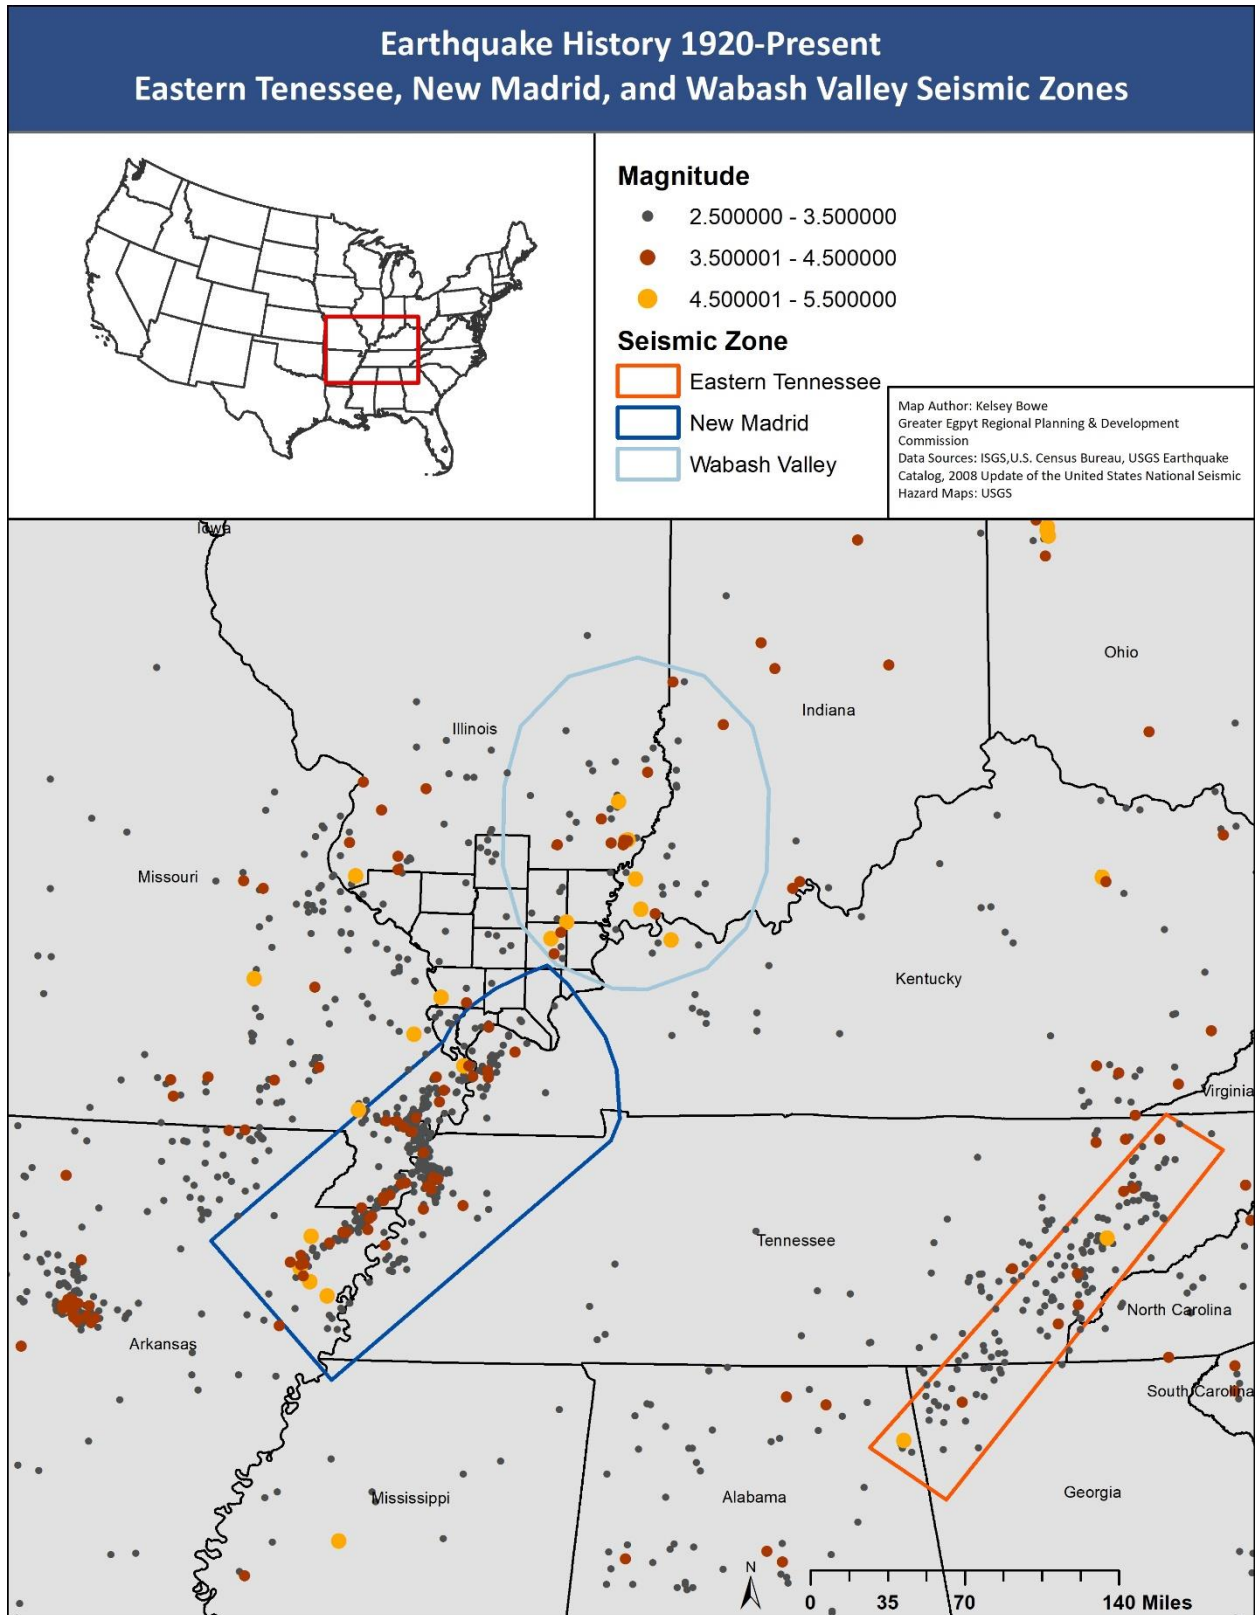 Earthquake History 1920-Present
Eastern Tenessee, New Madrid, and Wabash Valley Seismic Zones
Magnitude
2.500000 - 3.500000
3.500001 - 4.500000
4.500001 - 5.500000
Seismic Zone
Eastern Tennessee
New Madrid
Wabash Valley
Map Author: Kelsey Bowe
Greater Egpyt Regional Planning & Development
Commission
Data Sources: ISGS,U.S. Census Bureau, USGS Earthquake
Catalog, 2008 Update of the United States National Seismic
Hazard Maps: USGS
Iowa
Ohio
Indiana
Illinois
Missouri
Kentucky
Virginia
Tennessee
North Carolina
Arkansas
South Carolina
Mississippi
Alabama
Georgia
N
0 35 70 140 Miles